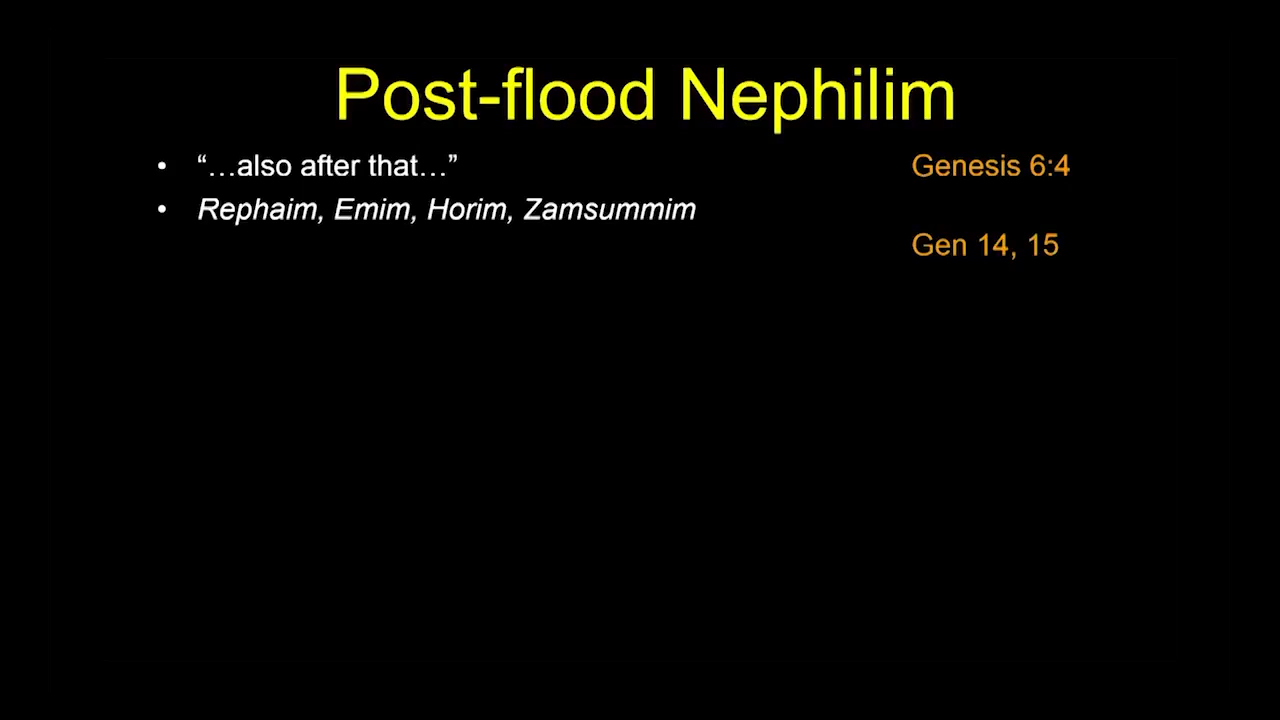 Post-flood Nephilim
• “…also after that…” Genesis 6:4
• Rephaim, Emim, Horim, Zamsummim
Gen 14, 15